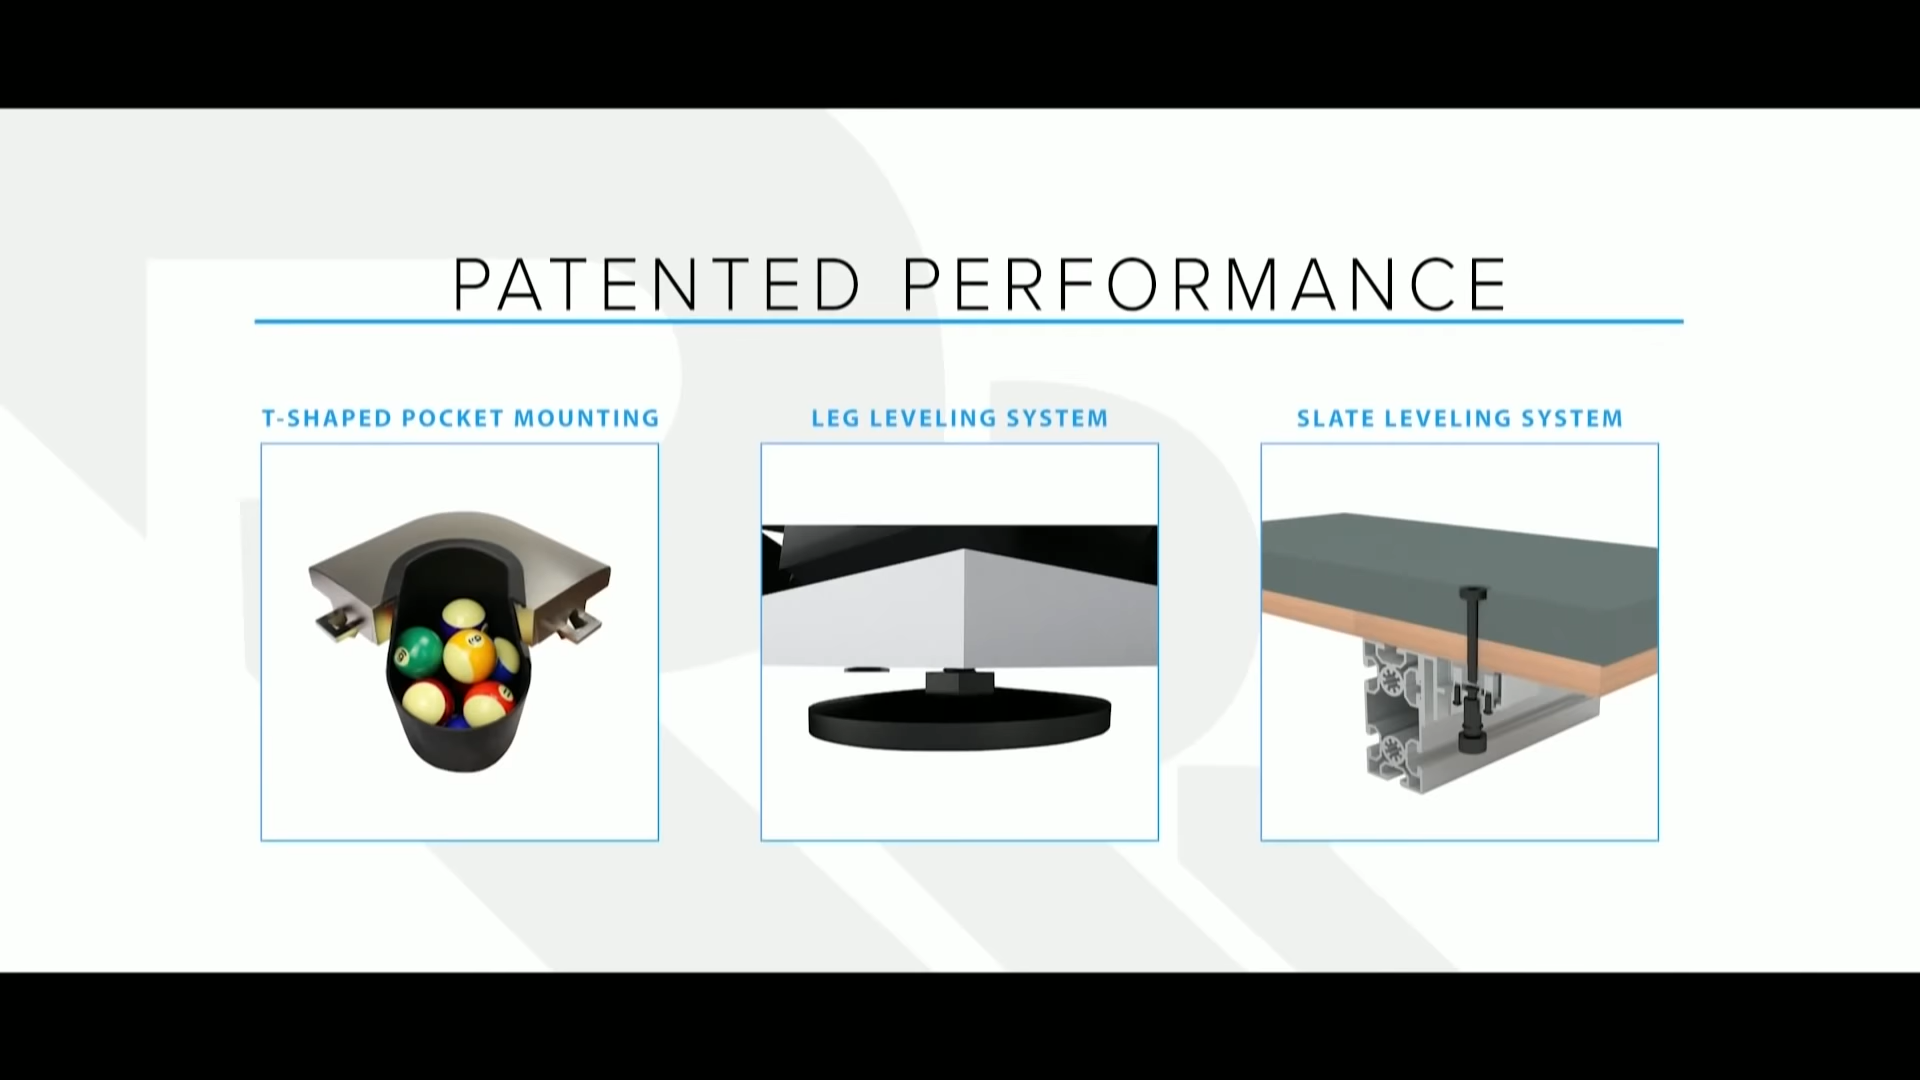 PATENTED PERFORMANCE
T-SHAPED POCKET MOUNTING
LEG LEVELING SYSTEM
SLATE LEVELING SYSTEM